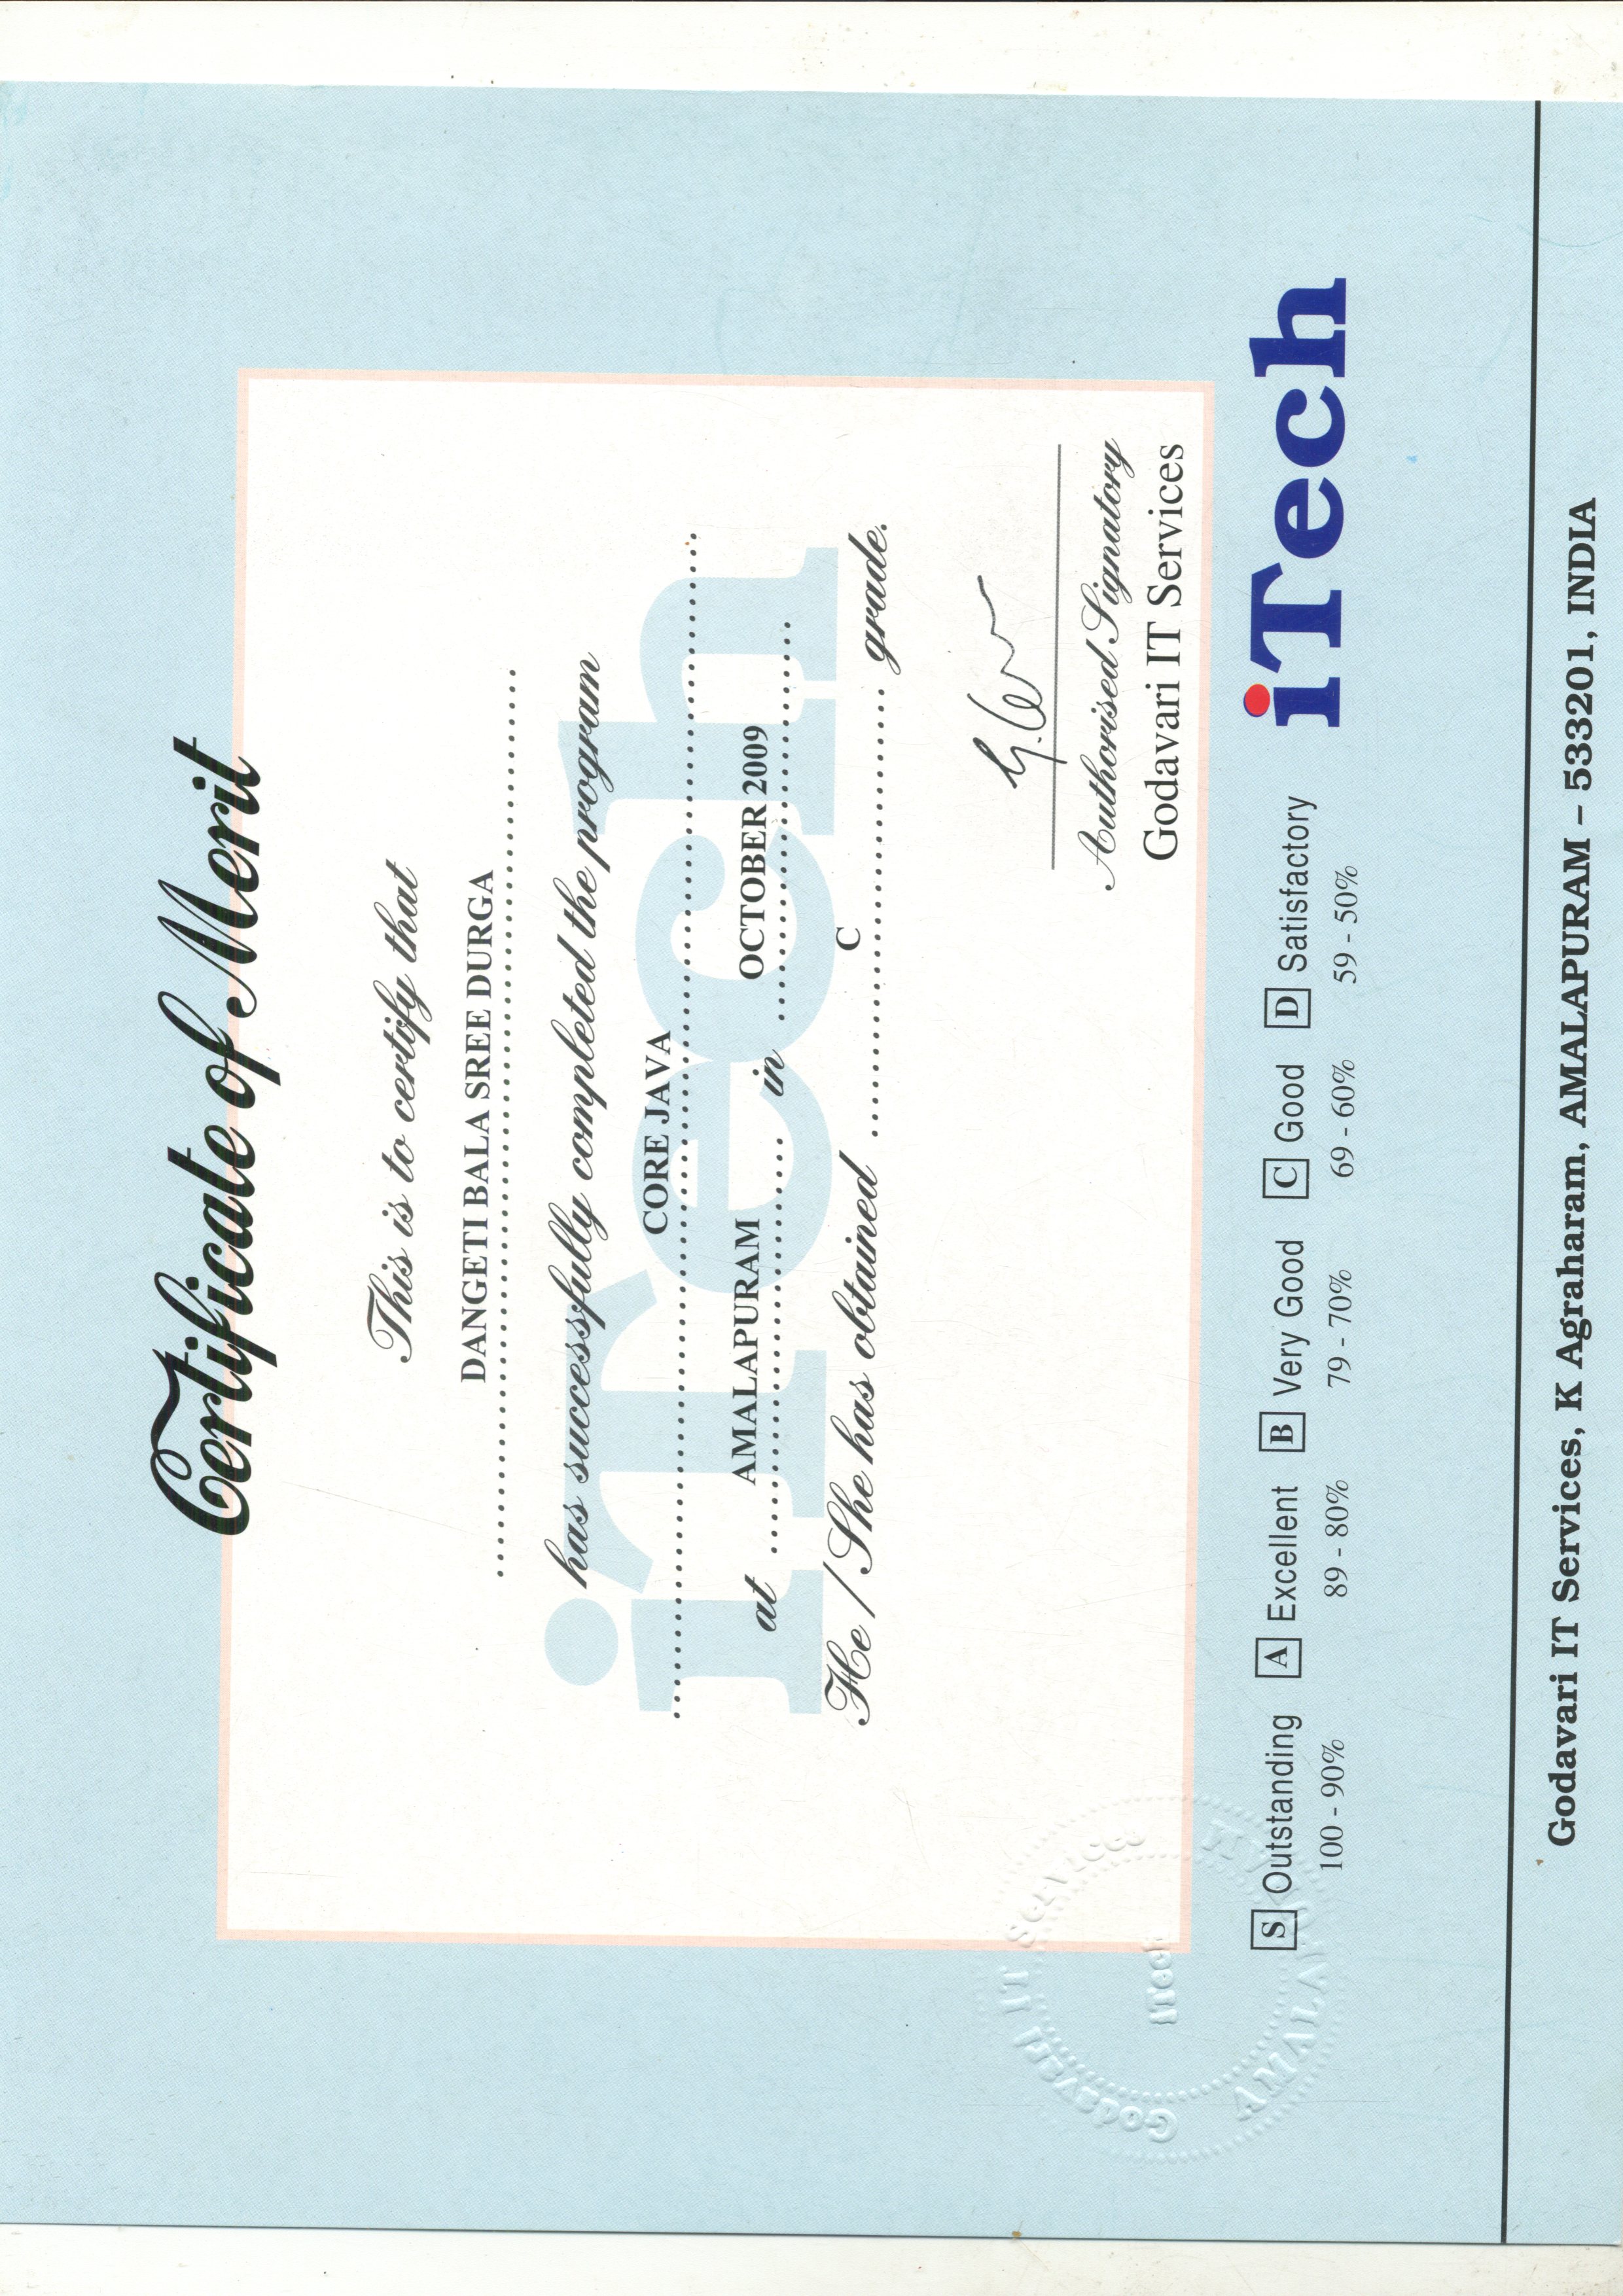 Certificate of Merit
This is to certify that
DANGETI BALA SREE DURGA
has successfully completed the program
CORE JAVA
at AMALAPURAM in OCTOBER 2009
He / She has obtained C grade.
Authorised Signatory
Godavari IT Services
iTech
Godavari IT Services
iTech
AMALAPURAM
S Outstanding A Excellent B Very Good C Good D Satisfactory
100 - 90% 89 - 80% 79 - 70% 69 - 60% 59 - 50%
iTech
Godavari IT Services, K Agraharam, AMALAPURAM – 533201, INDIA